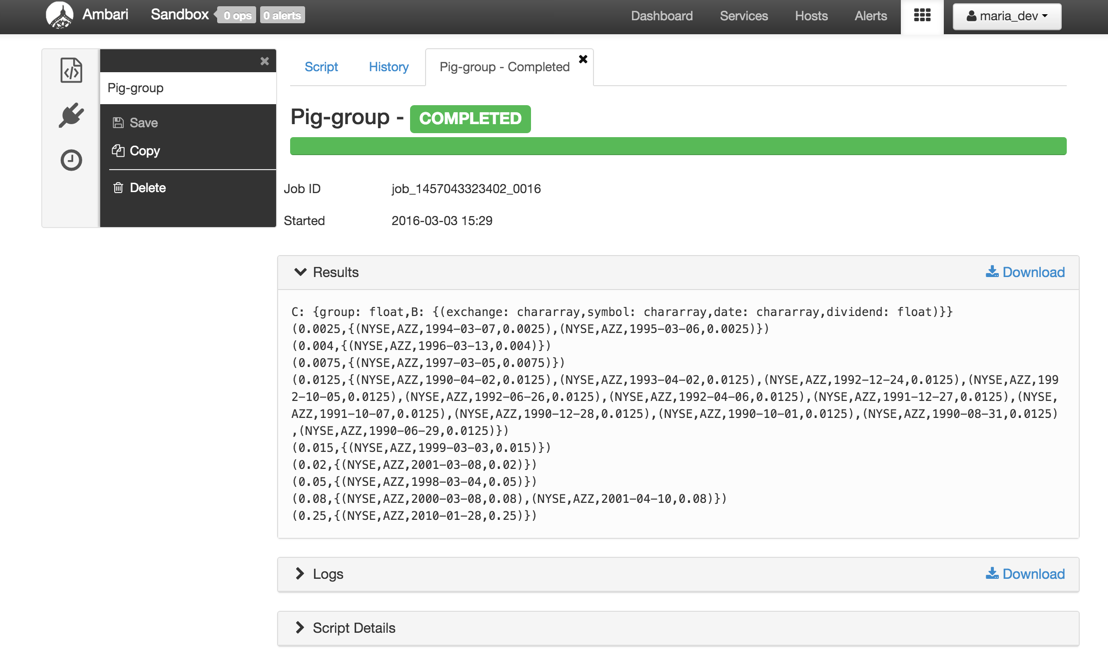 Ambari Sandbox 0 ops 0 alerts Dashboard Services Hosts Alerts maria_dev
Pig-group
Save
Copy
Delete
Script History Pig-group - Completed
Pig-group - COMPLETED
Job ID job_1457043323402_0016
Started 2016-03-03 15:29
Results Download
C: {group: float,B: {(exchange: chararray,symbol: chararray,date: chararray,dividend: float)}}
(0.0025,{(NYSE,AZZ,1994-03-07,0.0025),(NYSE,AZZ,1995-03-06,0.0025)})
(0.004,{(NYSE,AZZ,1996-03-13,0.004)})
(0.0075,{(NYSE,AZZ,1997-03-05,0.0075)})
(0.0125,{(NYSE,AZZ,1990-04-02,0.0125),(NYSE,AZZ,1993-04-02,0.0125),(NYSE,AZZ,1992-12-24,0.0125),(NYSE,AZZ,199
2-10-05,0.0125),(NYSE,AZZ,1992-06-26,0.0125),(NYSE,AZZ,1992-04-06,0.0125),(NYSE,AZZ,1991-12-27,0.0125),(NYSE,
AZZ,1991-10-07,0.0125),(NYSE,AZZ,1990-12-28,0.0125),(NYSE,AZZ,1990-10-01,0.0125),(NYSE,AZZ,1990-08-31,0.0125)
,(NYSE,AZZ,1990-06-29,0.0125)})
(0.015,{(NYSE,AZZ,1999-03-03,0.015)})
(0.02,{(NYSE,AZZ,2001-03-08,0.02)})
(0.05,{(NYSE,AZZ,1998-03-04,0.05)})
(0.08,{(NYSE,AZZ,2000-03-08,0.08),(NYSE,AZZ,2001-04-10,0.08)})
(0.25,{(NYSE,AZZ,2010-01-28,0.25)})
Logs Download
Script Details